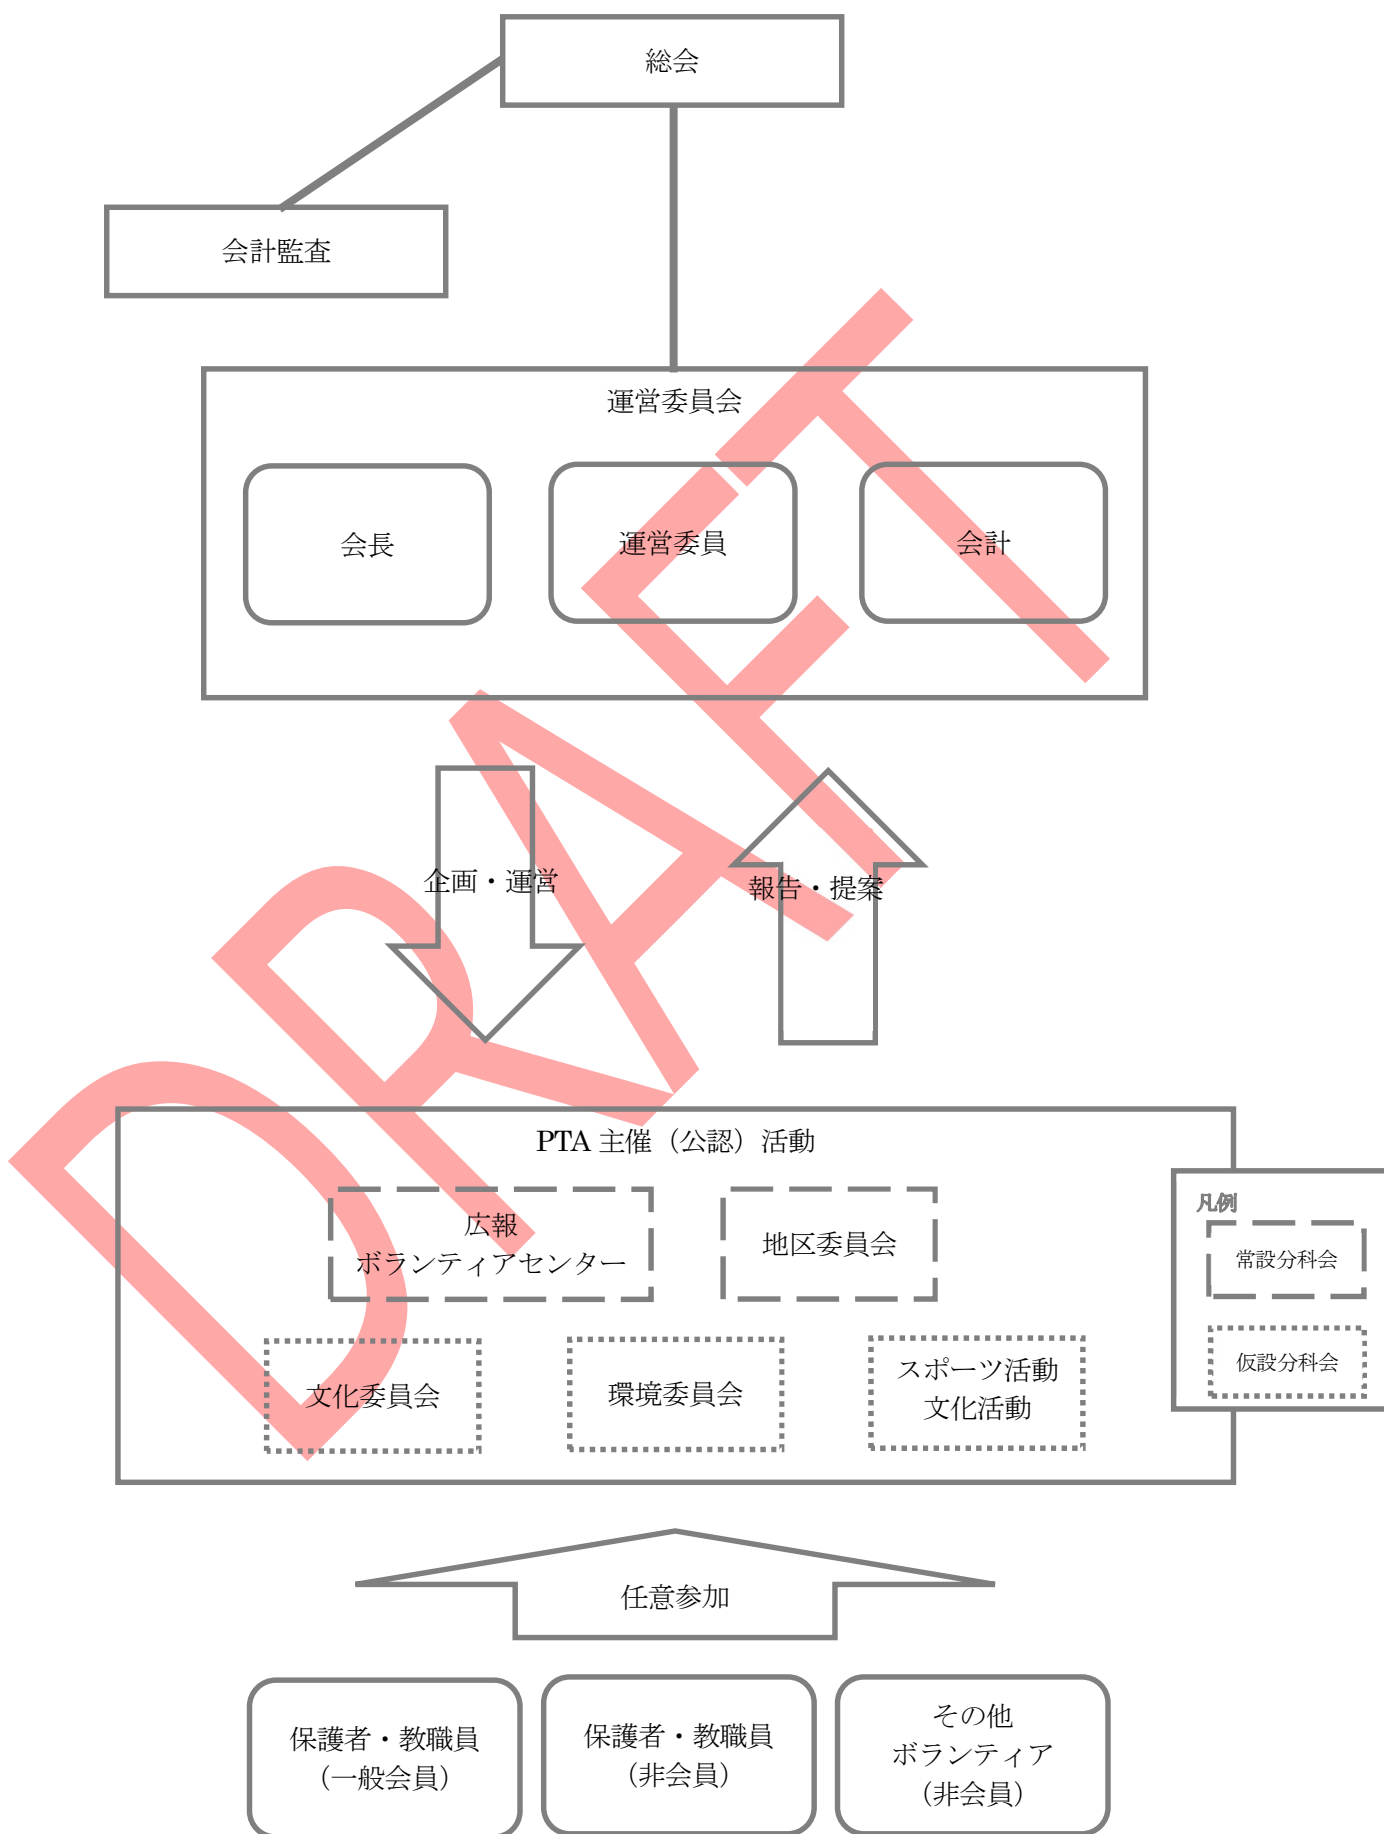 総会
会計監査
運営委員会
会長
運営委員
会計
企画・運営
報告・提案
PTA 主催（公認）活動
広報
ボランティアセンター
地区委員会
凡例
常設分科会
仮設分科会
文化委員会
環境委員会
スポーツ活動
文化活動
任意参加
保護者・教職員
（一般会員）
保護者・教職員
（非会員）
その他
ボランティア
（非会員）
DRAFT